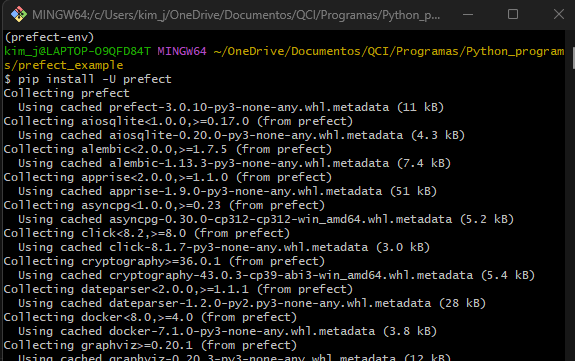 MINGW64:/c/Users/kim_j/OneDrive/Documentos/QCI/Programas/Python_p...
(prefect-env)
kim_j@LAPTOP-O9QFD84T MINGW64 ~/OneDrive/Documentos/QCI/Programas/Python_program
s/prefect_example
$ pip install -U prefect
Collecting prefect
  Using cached prefect-3.0.10-py3-none-any.whl.metadata (11 kB)
Collecting aiosqlite<1.0.0,>=0.17.0 (from prefect)
  Using cached aiosqlite-0.20.0-py3-none-any.whl.metadata (4.3 kB)
Collecting alembic<2.0.0,>=1.7.5 (from prefect)
  Using cached alembic-1.13.3-py3-none-any.whl.metadata (7.4 kB)
Collecting apprise<2.0.0,>=1.1.0 (from prefect)
  Using cached apprise-1.9.0-py3-none-any.whl.metadata (51 kB)
Collecting asyncpg<1.0.0,>=0.23 (from prefect)
  Using cached asyncpg-0.30.0-cp312-cp312-win_amd64.whl.metadata (5.2 kB)
Collecting click<8.2,>=8.0 (from prefect)
  Using cached click-8.1.7-py3-none-any.whl.metadata (3.0 kB)
Collecting cryptography>=36.0.1 (from prefect)
  Using cached cryptography-43.0.3-cp39-abi3-win_amd64.whl.metadata (5.4 kB)
Collecting dateparser<2.0.0,>=1.1.1 (from prefect)
  Using cached dateparser-1.2.0-py2.py3-none-any.whl.metadata (28 kB)
Collecting docker<8.0,>=4.0 (from prefect)
  Using cached docker-7.1.0-py3-none-any.whl.metadata (3.8 kB)
Collecting graphviz>=0.20.1 (from prefect)
  Using cached graphviz-0.20.3-py3-none-any.whl.metadata (12 kB)